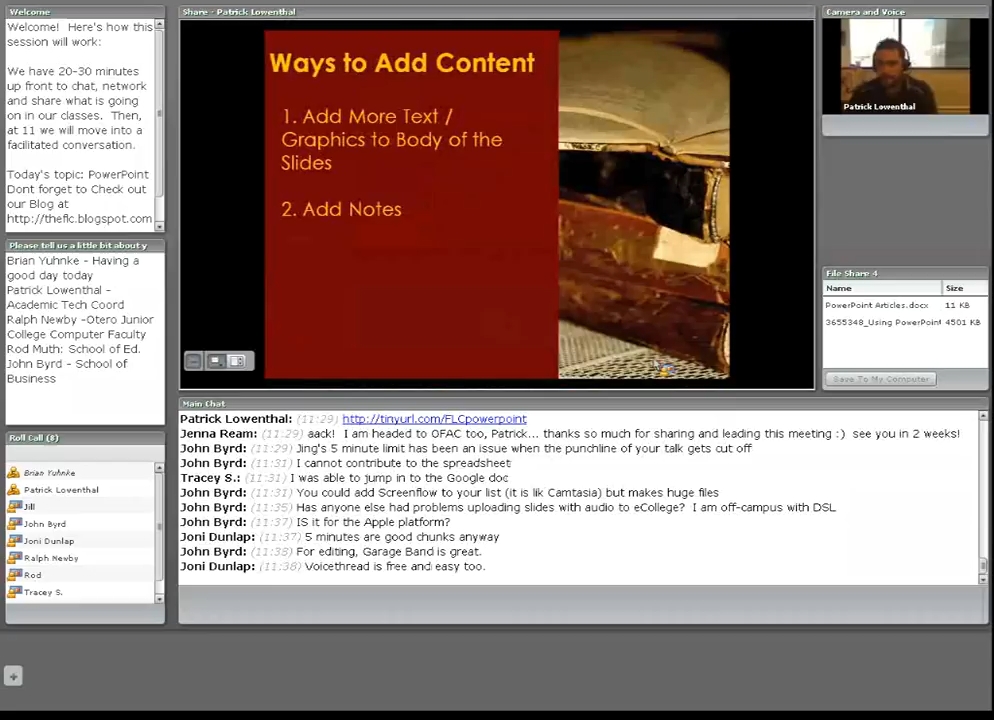 Welcome
Welcome! Here's how this
session will work:
We have 20-30 minutes
up front to chat, network
and share what is going
on in our classes. Then,
at 11 we will move into a
facilitated conversation.
Today's topic: PowerPoint
Dont forget to Check out
our Blog at
http://theflc.blogspot.com
Please tell us a little bit about y
Brian Yuhnke - Having a
good day today
Patrick Lowenthal -
Academic Tech Coord
Ralph Newby -Otero Junior
College Computer Faculty
Rod Muth: School of Ed.
John Byrd - School of
Business
Roll Call (8)
Brian Yuhnke
Patrick Lowenthal
Jill
John Byrd
Joni Dunlap
Ralph Newby
Rod
Tracey S.
Share - Patrick Lowenthal
Ways to Add Content
1. Add More Text /
Graphics to Body of the
Slides
2. Add Notes
Main Chat
Patrick Lowenthal: (11:29) http://tinyurl.com/FLCpowerpoint
Jenna Ream: (11:29) aack! I am headed to OFAC too, Patrick... thanks so much for sharing and leading this meeting :) see you in 2 weeks!
John Byrd: (11:29) Jing's 5 minute limit has been an issue when the punchline of your talk gets cut off
John Byrd: (11:31) I cannot contribute to the spreadsheet
Tracey S.: (11:31) I was able to jump in to the Google doc
John Byrd: (11:31) You could add Screenflow to your list (it is lik Camtasia) but makes huge files
John Byrd: (11:35) Has anyone else had problems uploading slides with audio to eCollege? I am off-campus with DSL
John Byrd: (11:37) IS it for the Apple platform?
Joni Dunlap: (11:37) 5 minutes are good chunks anyway
John Byrd: (11:38) For editing, Garage Band is great.
Joni Dunlap: (11:38) Voicethread is free and easy too.
Camera and Voice
Patrick Lowenthal
File Share 4
Name Size
PowerPoint Articles.docx 11 KB
3655348_Using PowerPoint 4501 KB
Save To My Computer